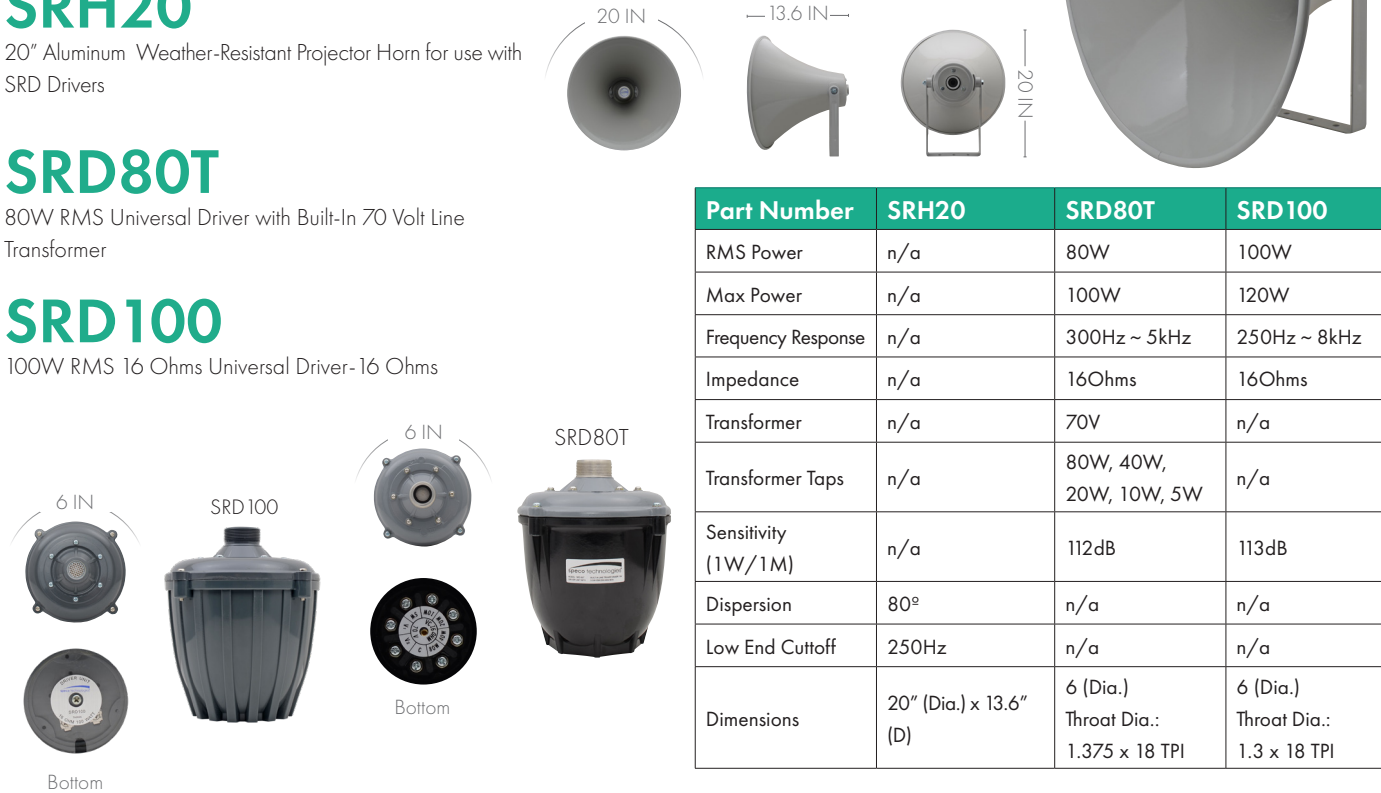 SRH20
20” Aluminum Weather-Resistant Projector Horn for use with
SRD Drivers
20 IN
13.6 IN
20 IN
SRD80T
80W RMS Universal Driver with Built-In 70 Volt Line
Transformer
SRD100
100W RMS 16 Ohms Universal Driver-16 Ohms
6 IN
SRD100
Bottom
6 IN
SRD80T
speco technologies
Bottom
DRIVER UNIT
SRD100
Part Number SRH20 SRD80T SRD100
RMS Power n/a 80W 100W
Max Power n/a 100W 120W
Frequency Response n/a 300Hz ~ 5kHz 250Hz ~ 8kHz
Impedance n/a 16Ohms 16Ohms
Transformer n/a 70V n/a
Transformer Taps n/a 80W, 40W, n/a
20W, 10W, 5W
Sensitivity
(1W/1M) n/a 112dB 113dB
Dispersion 80º n/a n/a
Low End Cuttoff 250Hz n/a n/a
Dimensions 20” (Dia.) x 13.6” 6 (Dia.) 6 (Dia.)
(D) Throat Dia.: Throat Dia.:
1.375 x 18 TPI 1.3 x 18 TPI